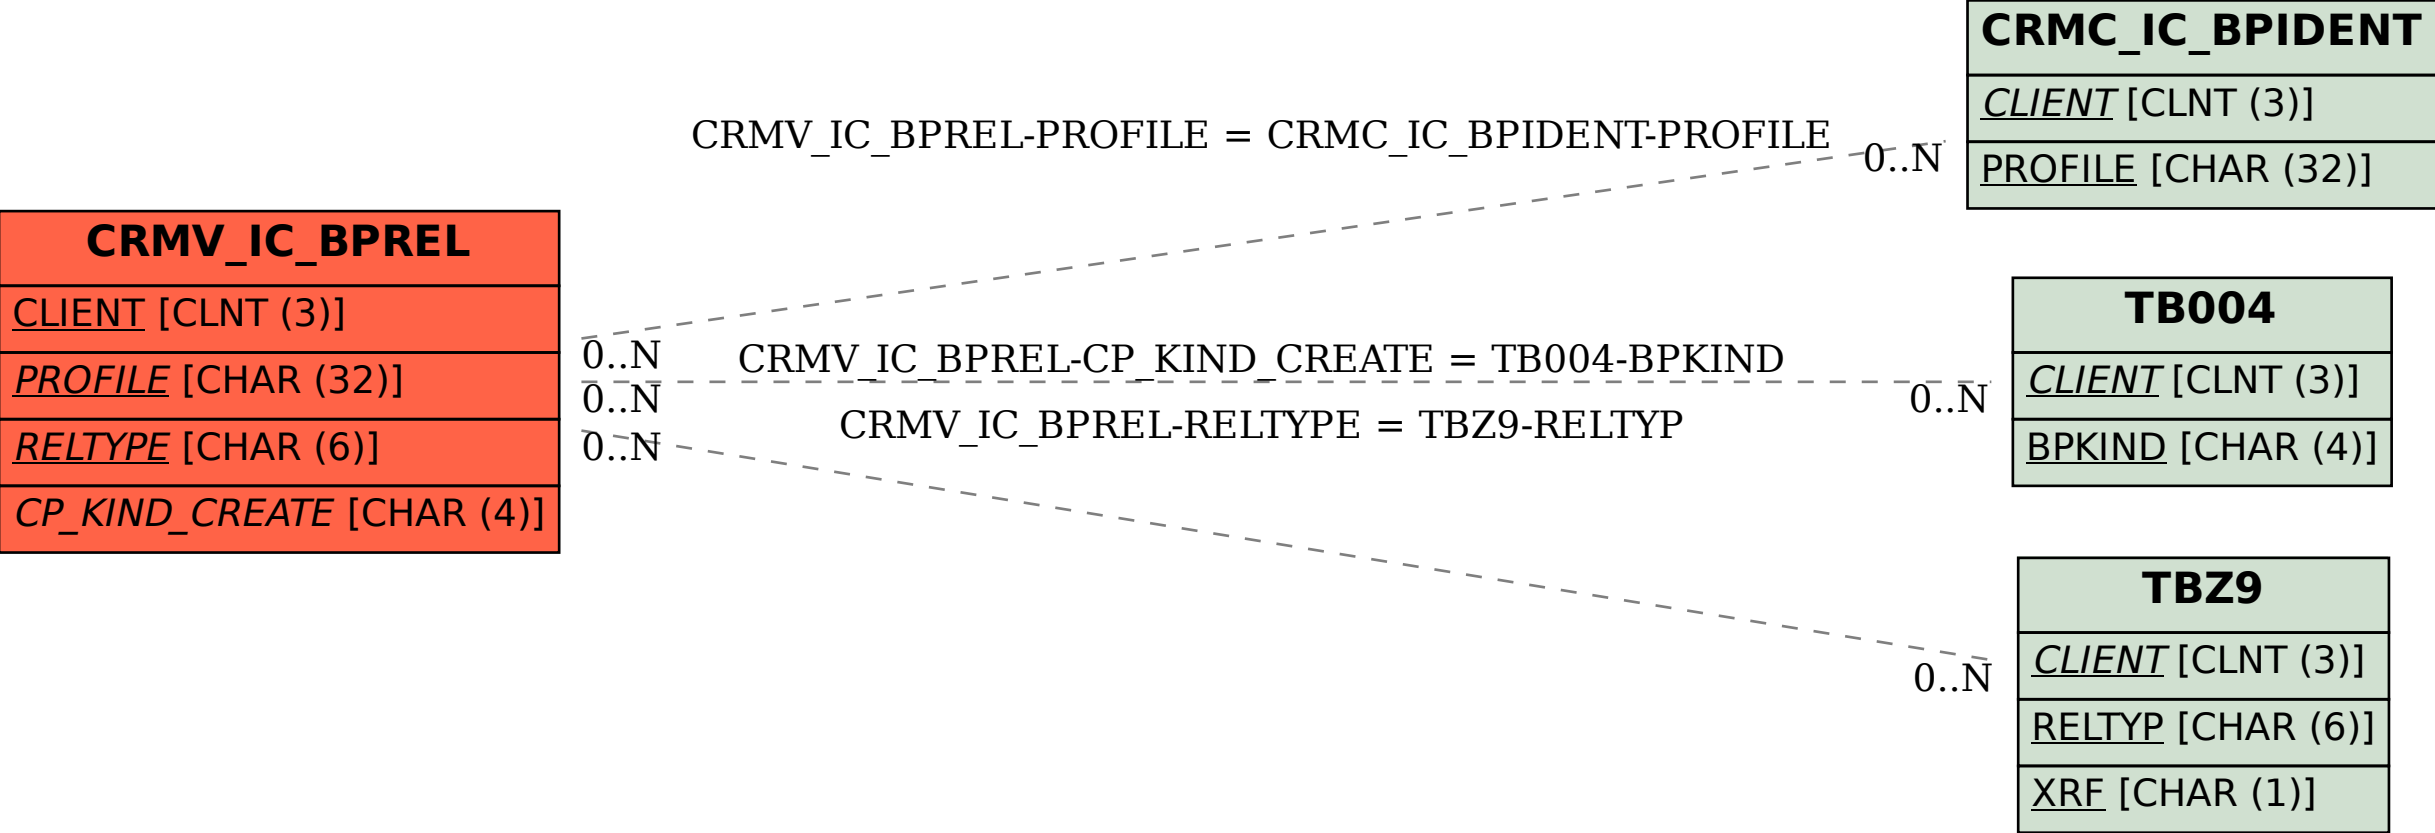 CRMV_IC_BPREL
CLIENT [CLNT (3)]
PROFILE [CHAR (32)]
RELTYPE [CHAR (6)]
CP_KIND_CREATE [CHAR (4)]
CRMV_IC_BPREL-PROFILE = CRMC_IC_BPIDENT-PROFILE
0..N
0..N
CRMV_IC_BPREL-CP_KIND_CREATE = TB004-BPKIND
0..N
0..N
CRMV_IC_BPREL-RELTYPE = TBZ9-RELTYP
0..N
0..N
CRMC_IC_BPIDENT
CLIENT [CLNT (3)]
PROFILE [CHAR (32)]
TB004
CLIENT [CLNT (3)]
BPKIND [CHAR (4)]
TBZ9
CLIENT [CLNT (3)]
RELTYP [CHAR (6)]
XRF [CHAR (1)]